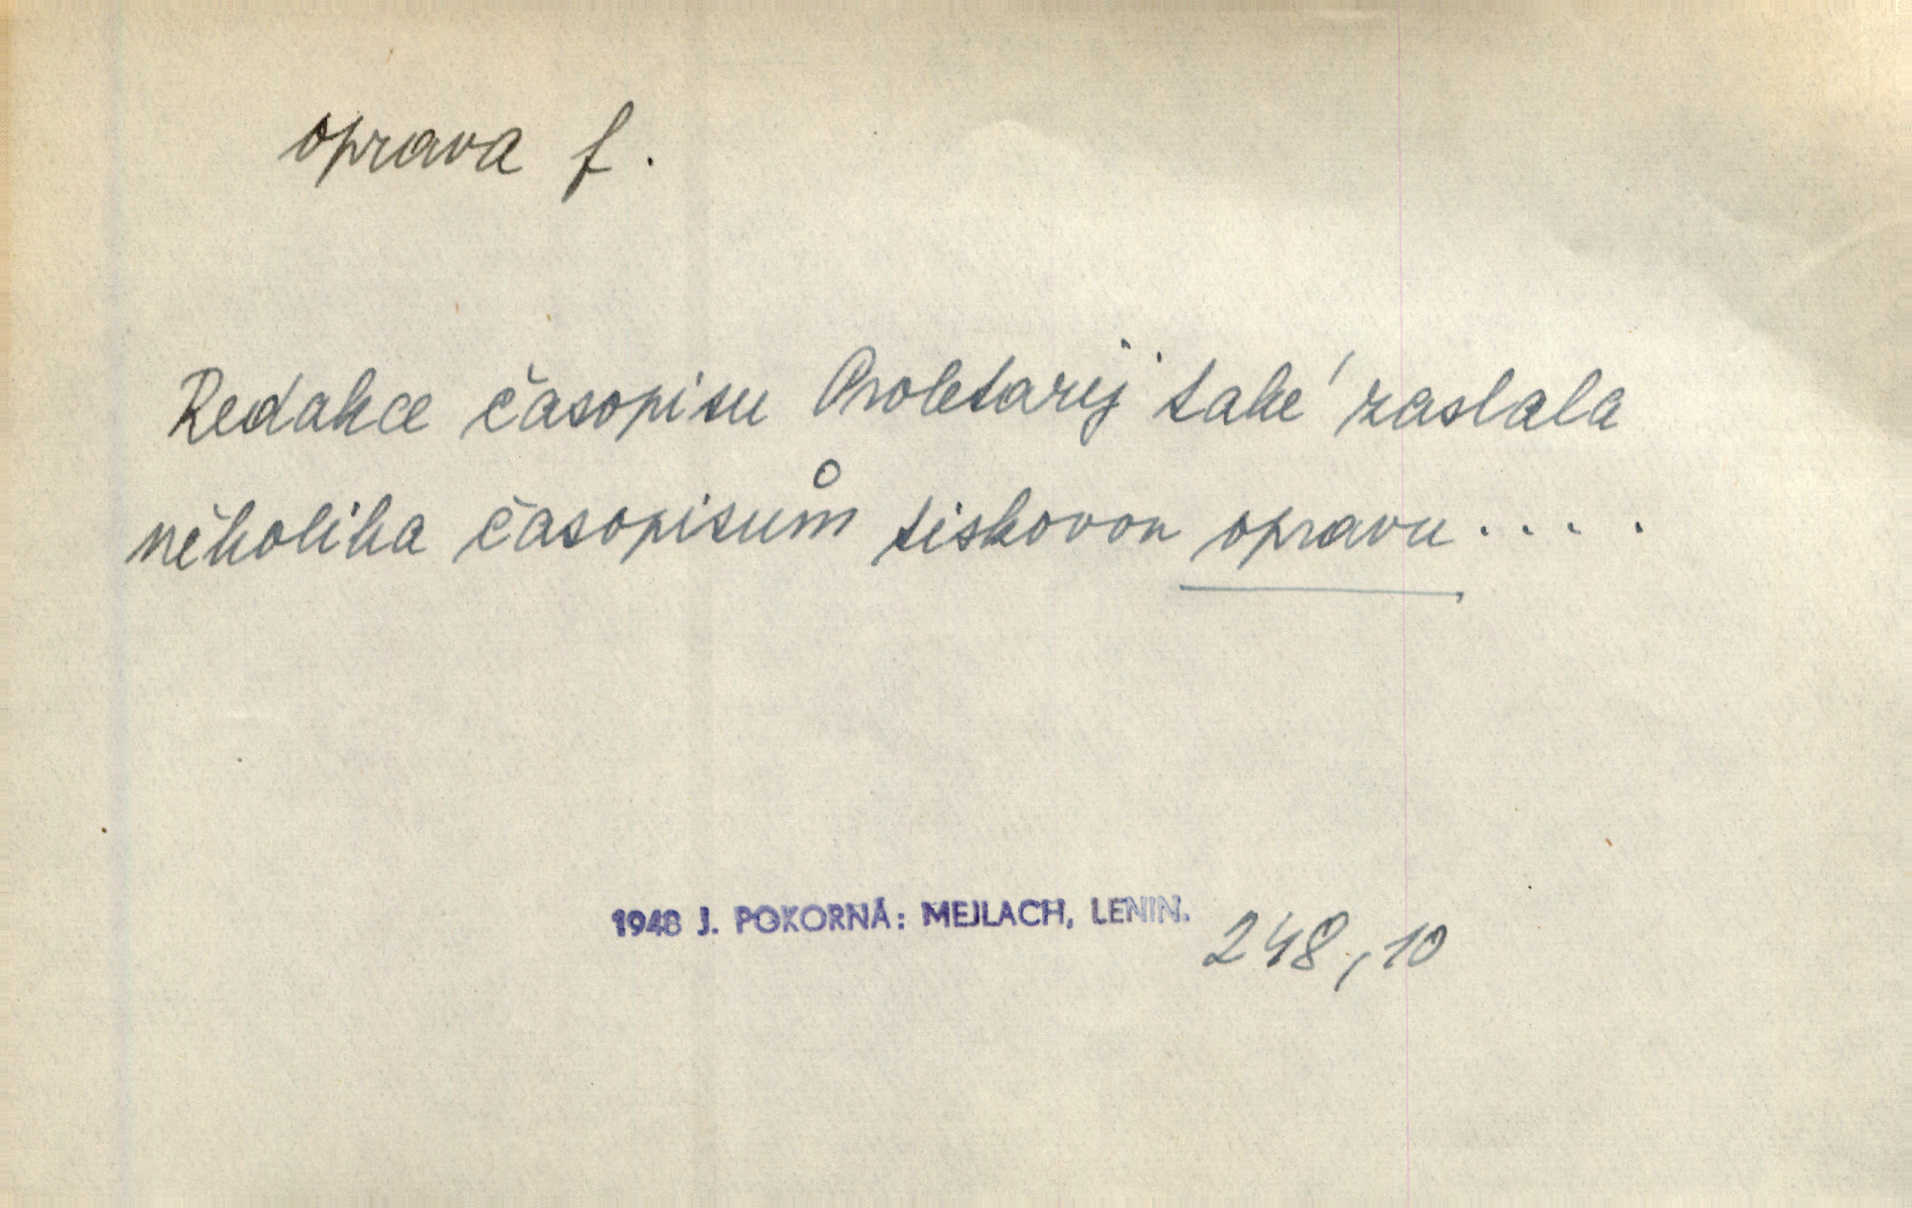 oprava f.
Redakce časopisu Proletarij také zaslala
několika časopisům tiskovou opravu.....
1948 J. POKORNÁ: MEJLACH, LENIN. 248,10